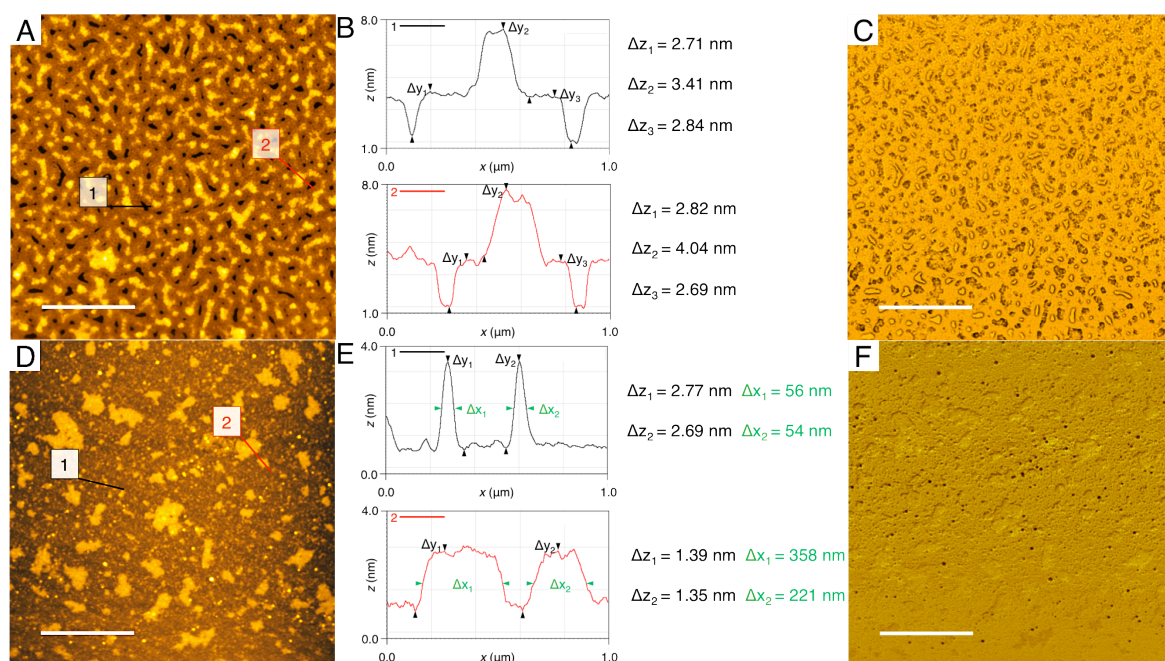 A
1
2
B
8.0
1
Δy₂
Δy₁
Δy₃
z (nm)
1.0
0.0
x (μm)
1.0
8.0
2
Δy₂
Δy₁
Δy₃
z (nm)
1.0
0.0
x (μm)
1.0
Δz₁ = 2.71 nm
Δz₂ = 3.41 nm
Δz₃ = 2.84 nm
Δz₁ = 2.82 nm
Δz₂ = 4.04 nm
Δz₃ = 2.69 nm
C
D
1
2
E
4.0
1
Δy₁
Δy₂
Δx₁
Δx₂
z (nm)
0.0
0.0
x (μm)
1.0
4.0
2
Δy₁
Δy₂
Δx₁
Δx₂
z (nm)
0.0
0.0
x (μm)
1.0
Δz₁ = 2.77 nm Δx₁ = 56 nm
Δz₂ = 2.69 nm Δx₂ = 54 nm
Δz₁ = 1.39 nm Δx₁ = 358 nm
Δz₂ = 1.35 nm Δx₂ = 221 nm
F